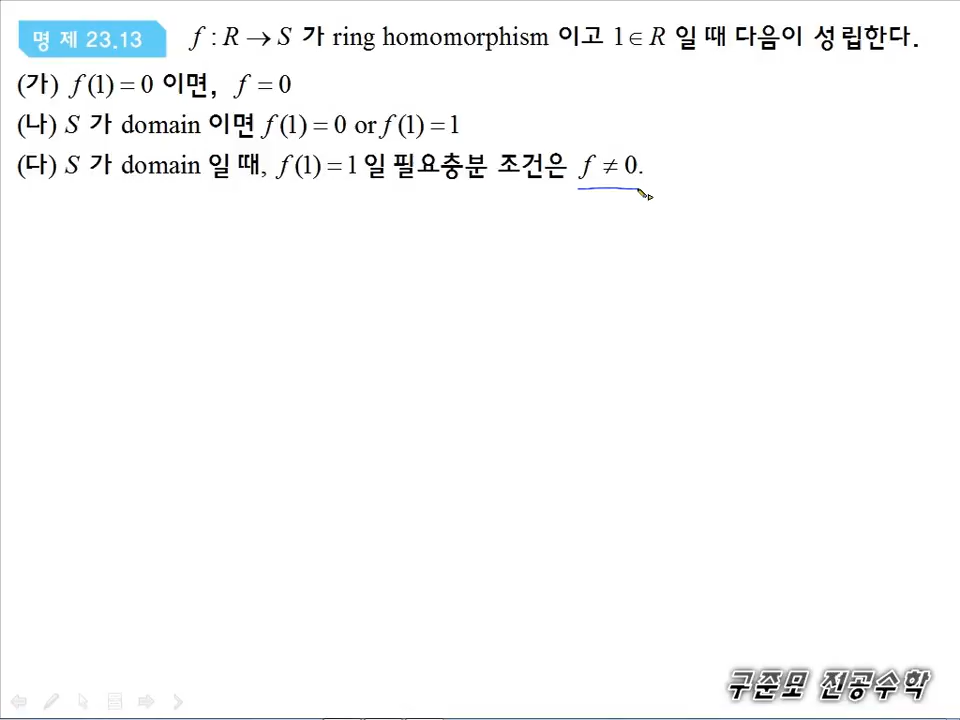 명 제 23.13 f : R → S 가 ring homomorphism 이고 1 ∈ R 일 때 다음이 성립한다.
(가) f (1) = 0 이면, f = 0
(나) S 가 domain 이면 f (1) = 0 or f (1) = 1
(다) S 가 domain 일 때, f (1) = 1 일 필요충분 조건은 f ≠ 0.
구준모 전공수학